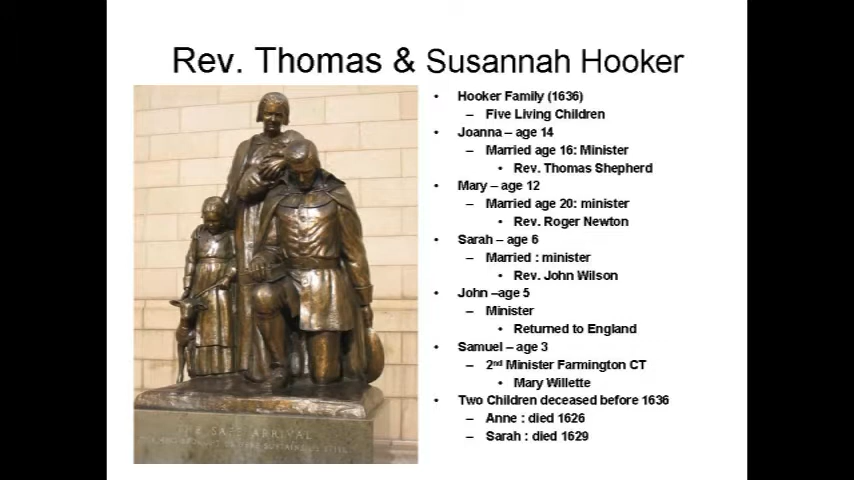 Rev. Thomas & Susannah Hooker
• Hooker Family (1636)
– Five Living Children
• Joanna – age 14
– Married age 16: Minister
• Rev. Thomas Shepherd
• Mary – age 12
– Married age 20: minister
• Rev. Roger Newton
• Sarah – age 6
– Married : minister
• Rev. John Wilson
• John –age 5
– Minister
• Returned to England
• Samuel – age 3
– 2nd Minister Farmington CT
• Mary Willette
• Two Children deceased before 1636
– Anne : died 1626
– Sarah : died 1629
THE SAFE ARRIVAL